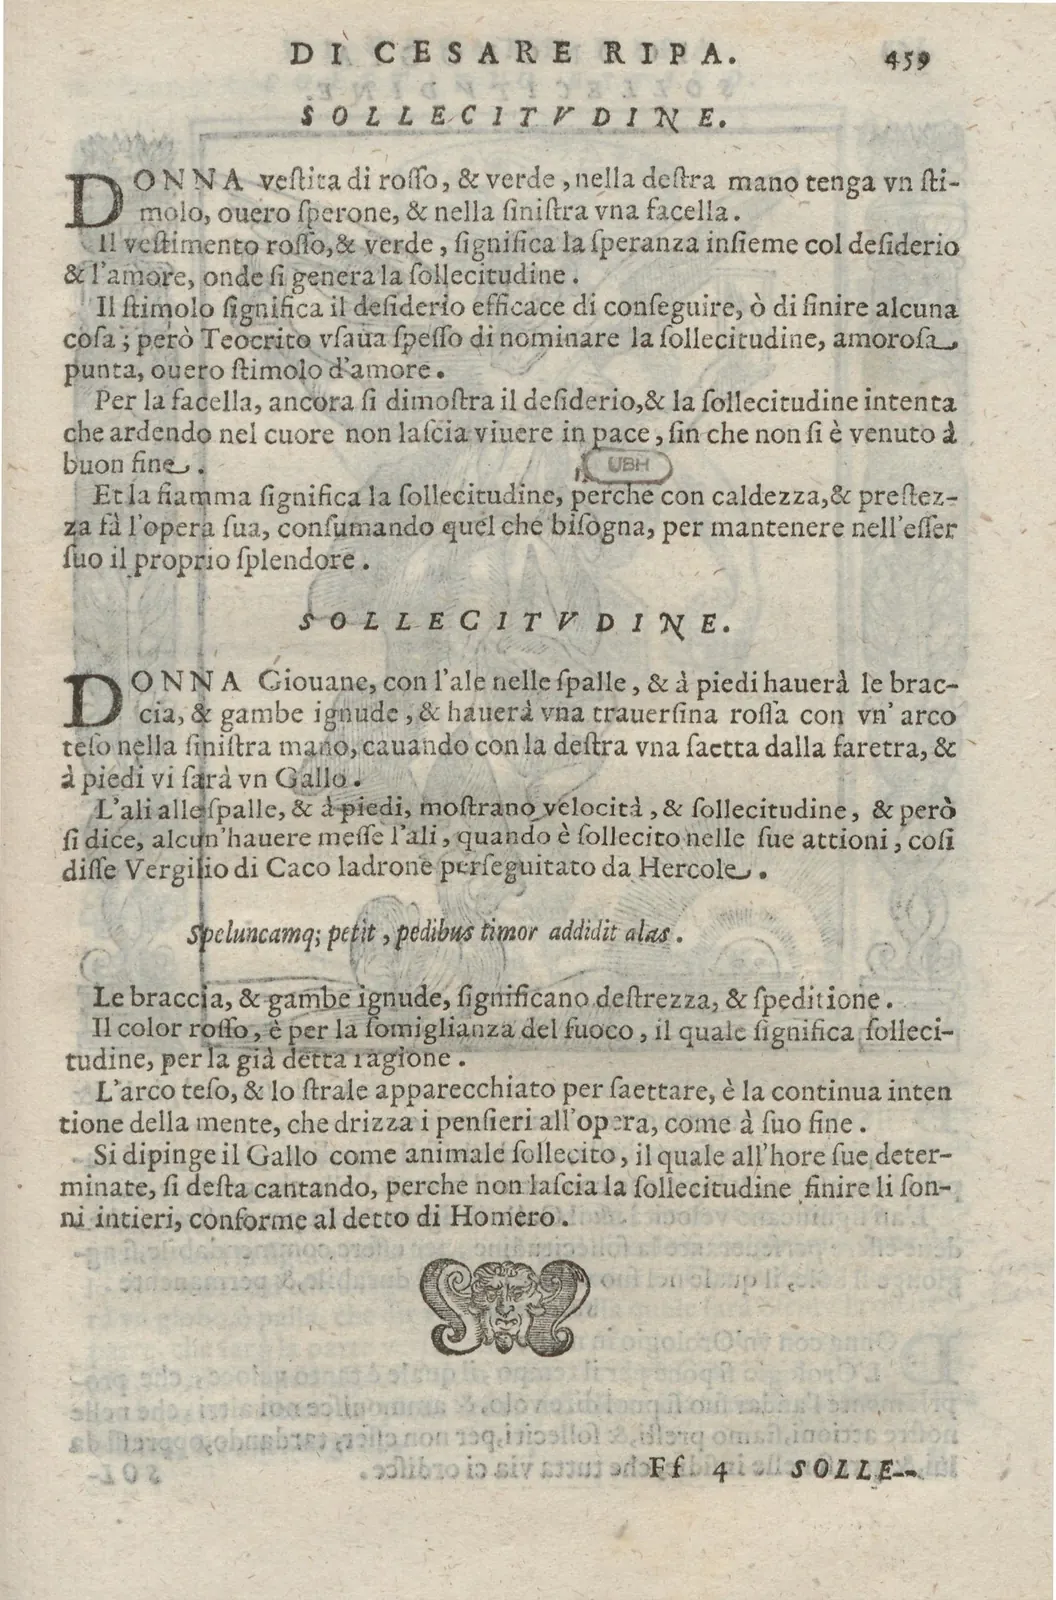 DI CESARE RIPA. 459
SOLLECITVDINE.
DONNA veſtita di roſſo, & verde, nella deſtra mano tenga vn ſti-
molo, ouero ſperone, & nella ſiniſtra vna facella.
Il veſtimento roſſo, & verde, ſignifica la ſperanza inſieme col deſiderio
& l'amore, onde ſi genera la ſollecitudine.
Il ſtimolo ſignifica il deſiderio efficace di conſeguire, ò di finire alcuna
coſa; però Teocrito vſaua ſpeſſo di nominare la ſollecitudine, amoroſa
punta, ouero ſtimolo d'amore.
Per la facella, ancora ſi dimoſtra il deſiderio, & la ſollecitudine intenta
che ardendo nel cuore non laſcia viuere in pace, fin che non ſi è venuto à
buon fine.
UBH
Et la fiamma ſignifica la ſollecitudine, perche con caldezza, & preſtez-
za fà l'opera ſua, conſumando quel che biſogna, per mantenere nell'eſſer
ſuo il proprio ſplendore.
SOLLECITVDINE.
DONNA Giouane, con l'ale nelle ſpalle, & à piedi hauerà le brac-
cia, & gambe ignude, & hauerà vna trauerſina roſſa con vn' arco
teſo nella ſiniſtra mano, cauando con la deſtra vna ſaetta dalla faretra, &
à piedi vi ſarà vn Gallo.
L'ali alle ſpalle, & à piedi, moſtrano velocità, & ſollecitudine, & però
ſi dice, alcun'hauere meſſe l'ali, quando è ſollecito nelle ſue attioni, coſi
diſſe Vergilio di Caco ladrone perſeguitato da Hercole.
Speluncamq; petit, pedibus timor addidit alas.
Le braccia, & gambe ignude, ſignificano deſtrezza, & ſpeditione.
Il color roſſo, è per la ſomiglianza del fuoco, il quale ſignifica ſolleci-
tudine, per la già detta ragione.
L'arco teſo, & lo ſtrale apparecchiato per ſaettare, è la continua inten
tione della mente, che drizza i penſieri all'opera, come à ſuo fine.
Si dipinge il Gallo come animale ſollecito, il quale all'hore ſue deter-
minate, ſi deſta cantando, perche non laſcia la ſollecitudine finire li ſon-
ni intieri, conforme al detto di Homero.
Ff 4 SOLLE-